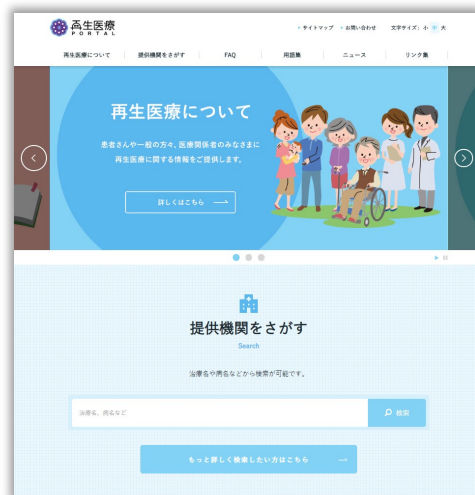 再生医療
PORTAL
サイトマップ
お問い合わせ
文字サイズ: 小 中 大
再生医療について
提供機関をさがす
FAQ
用語集
ニュース
リンク集
再生医療について
患者さんや一般の方々、医療関係者のみなさまに
再生医療に関する情報をご提供します。
詳しくはこちら
提供機関をさがす
Search
治療名や病名などから検索が可能です。
治療名、病名など
検索
もっと詳しく検索したい方はこちら